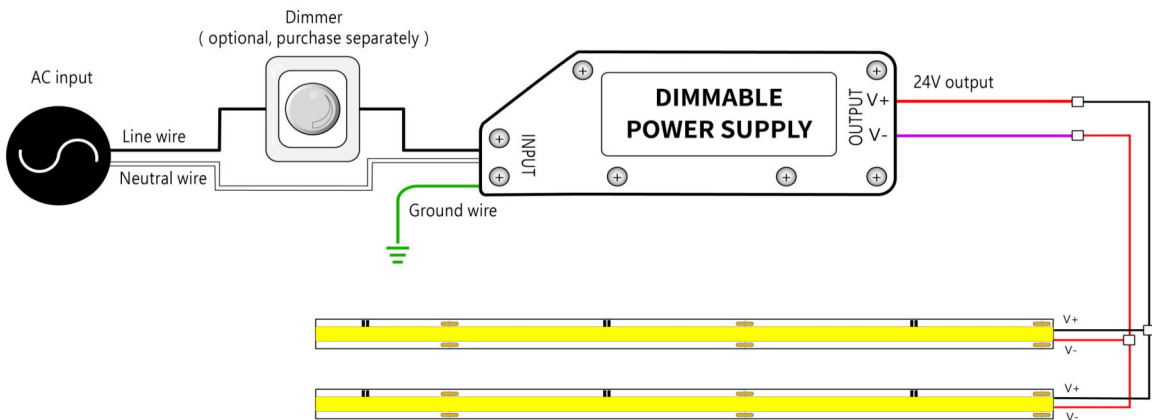 Dimmer
( optional, purchase separately )
AC input
Line wire
Neutral wire
INPUT
DIMMABLE
POWER SUPPLY
OUTPUT
V+
V-
24V output
Ground wire
V+
V-
V+
V-